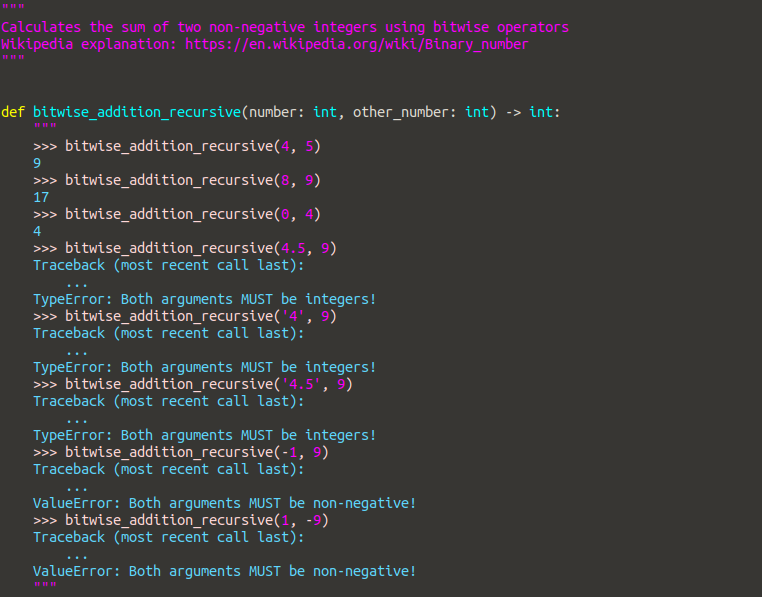 """
Calculates the sum of two non-negative integers using bitwise operators
Wikipedia explanation: https://en.wikipedia.org/wiki/Binary_number
"""
def bitwise_addition_recursive(number: int, other_number: int) -> int:
"""
>>> bitwise_addition_recursive(4, 5)
9
>>> bitwise_addition_recursive(8, 9)
17
>>> bitwise_addition_recursive(0, 4)
4
>>> bitwise_addition_recursive(4.5, 9)
Traceback (most recent call last):
...
TypeError: Both arguments MUST be integers!
>>> bitwise_addition_recursive('4', 9)
Traceback (most recent call last):
...
TypeError: Both arguments MUST be integers!
>>> bitwise_addition_recursive('4.5', 9)
Traceback (most recent call last):
...
TypeError: Both arguments MUST be integers!
>>> bitwise_addition_recursive(-1, 9)
Traceback (most recent call last):
...
ValueError: Both arguments MUST be non-negative!
>>> bitwise_addition_recursive(1, -9)
Traceback (most recent call last):
...
ValueError: Both arguments MUST be non-negative!
"""